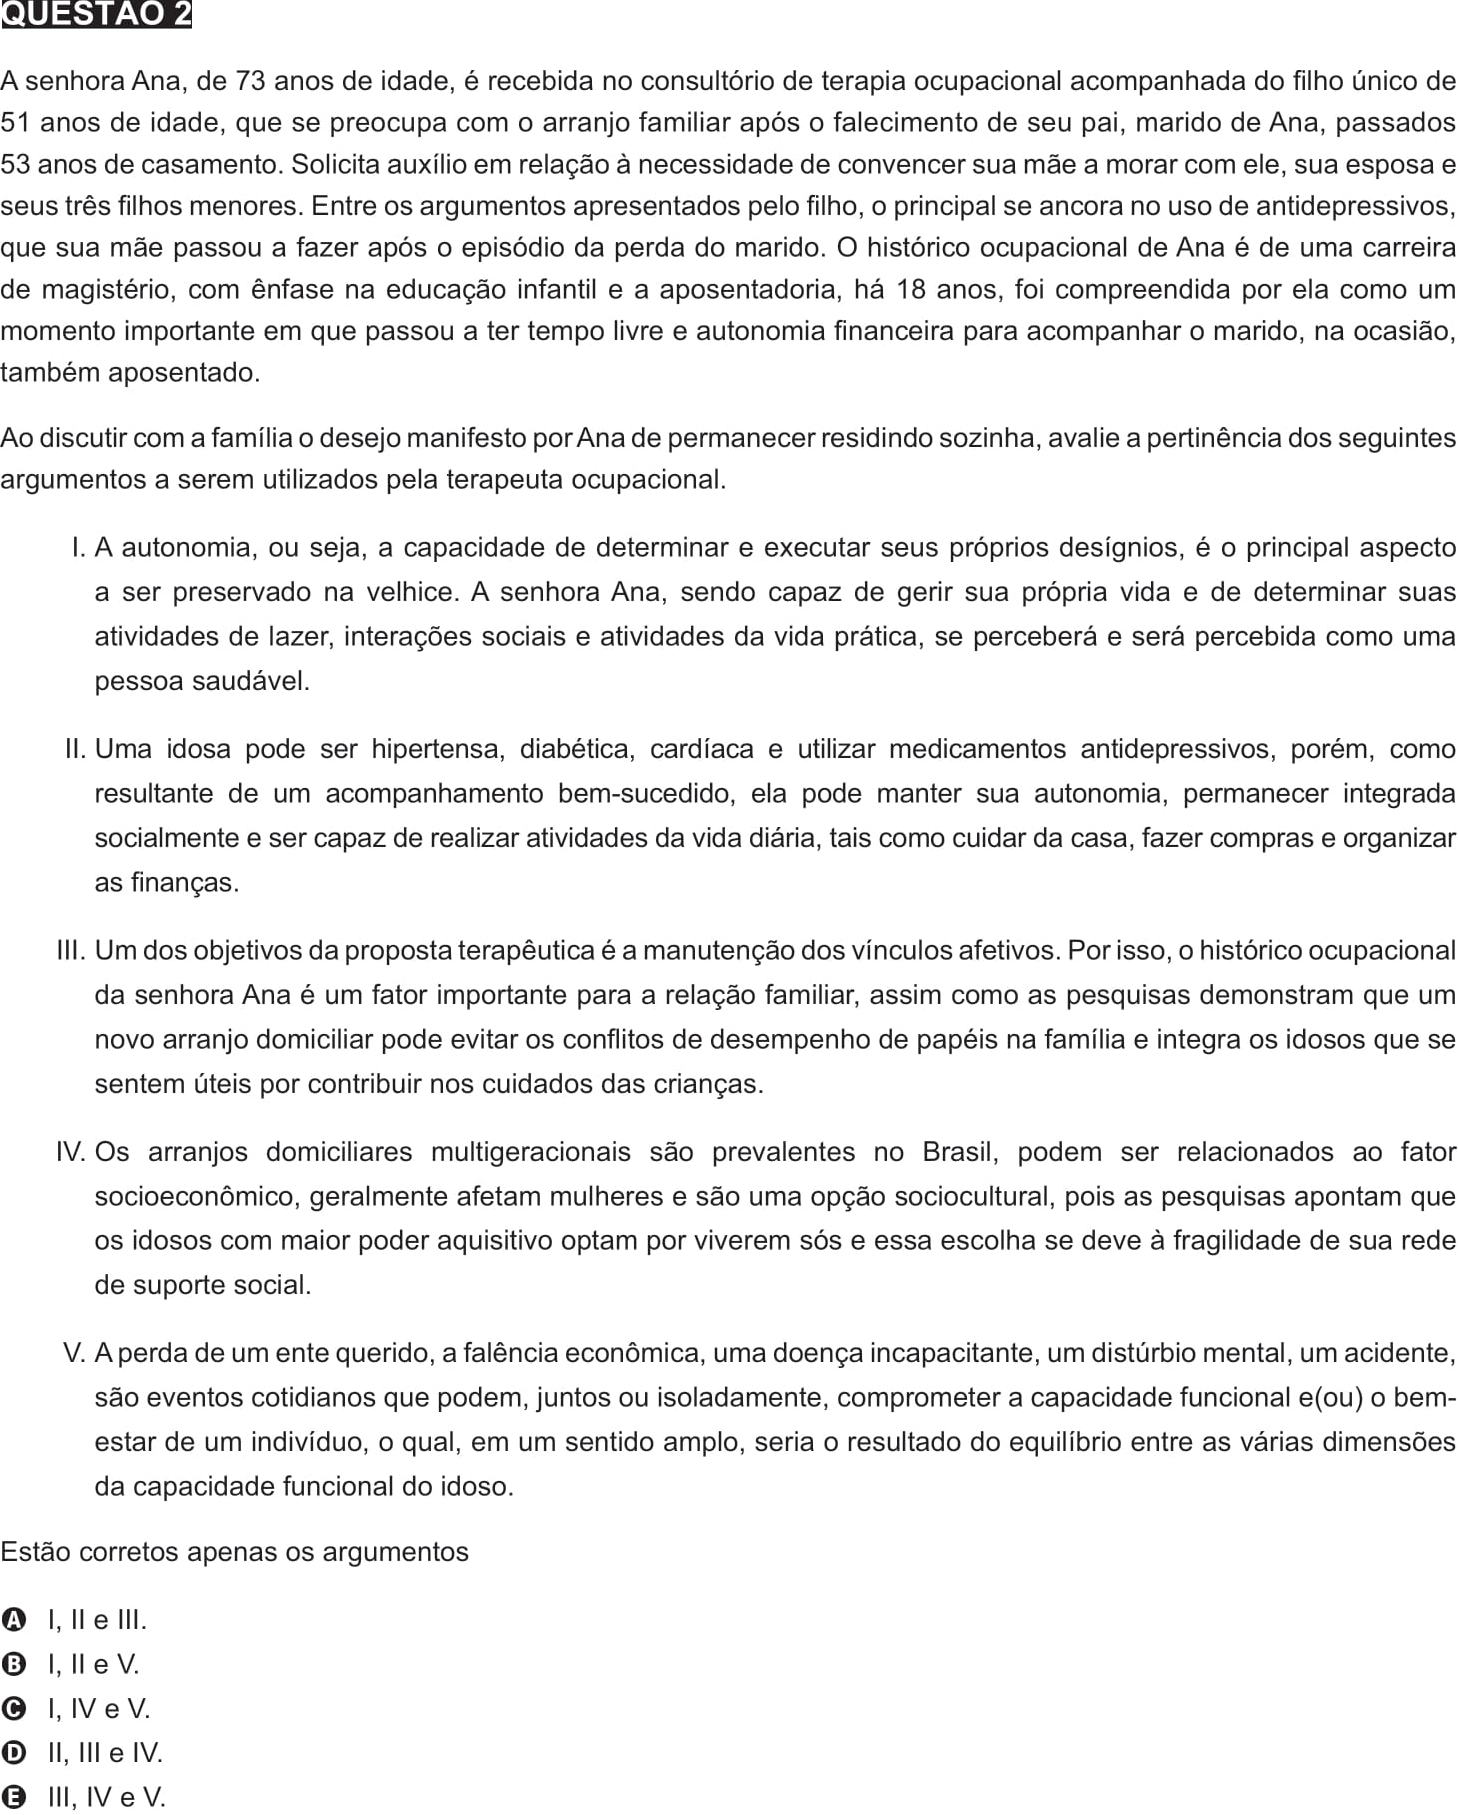 QUESTÃO 2
A senhora Ana, de 73 anos de idade, é recebida no consultório de terapia ocupacional acompanhada do filho único de
51 anos de idade, que se preocupa com o arranjo familiar após o falecimento de seu pai, marido de Ana, passados
53 anos de casamento. Solicita auxílio em relação à necessidade de convencer sua mãe a morar com ele, sua esposa e
seus três filhos menores. Entre os argumentos apresentados pelo filho, o principal se ancora no uso de antidepressivos,
que sua mãe passou a fazer após o episódio da perda do marido. O histórico ocupacional de Ana é de uma carreira
de magistério, com ênfase na educação infantil e a aposentadoria, há 18 anos, foi compreendida por ela como um
momento importante em que passou a ter tempo livre e autonomia financeira para acompanhar o marido, na ocasião,
também aposentado.
Ao discutir com a família o desejo manifesto por Ana de permanecer residindo sozinha, avalie a pertinência dos seguintes
argumentos a serem utilizados pela terapeuta ocupacional.
I. A autonomia, ou seja, a capacidade de determinar e executar seus próprios desígnios, é o principal aspecto
a ser preservado na velhice. A senhora Ana, sendo capaz de gerir sua própria vida e de determinar suas
atividades de lazer, interações sociais e atividades da vida prática, se perceberá e será percebida como uma
pessoa saudável.
II. Uma idosa pode ser hipertensa, diabética, cardíaca e utilizar medicamentos antidepressivos, porém, como
resultante de um acompanhamento bem-sucedido, ela pode manter sua autonomia, permanecer integrada
socialmente e ser capaz de realizar atividades da vida diária, tais como cuidar da casa, fazer compras e organizar
as finanças.
III. Um dos objetivos da proposta terapêutica é a manutenção dos vínculos afetivos. Por isso, o histórico ocupacional
da senhora Ana é um fator importante para a relação familiar, assim como as pesquisas demonstram que um
novo arranjo domiciliar pode evitar os conflitos de desempenho de papéis na família e integra os idosos que se
sentem úteis por contribuir nos cuidados das crianças.
IV. Os arranjos domiciliares multigeracionais são prevalentes no Brasil, podem ser relacionados ao fator
socioeconômico, geralmente afetam mulheres e são uma opção sociocultural, pois as pesquisas apontam que
os idosos com maior poder aquisitivo optam por viverem sós e essa escolha se deve à fragilidade de sua rede
de suporte social.
V. A perda de um ente querido, a falência econômica, uma doença incapacitante, um distúrbio mental, um acidente,
são eventos cotidianos que podem, juntos ou isoladamente, comprometer a capacidade funcional e(ou) o bem-
estar de um indivíduo, o qual, em um sentido amplo, seria o resultado do equilíbrio entre as várias dimensões
da capacidade funcional do idoso.
Estão corretos apenas os argumentos
A I, II e III.
B I, II e V.
C I, IV e V.
D II, III e IV.
E III, IV e V.